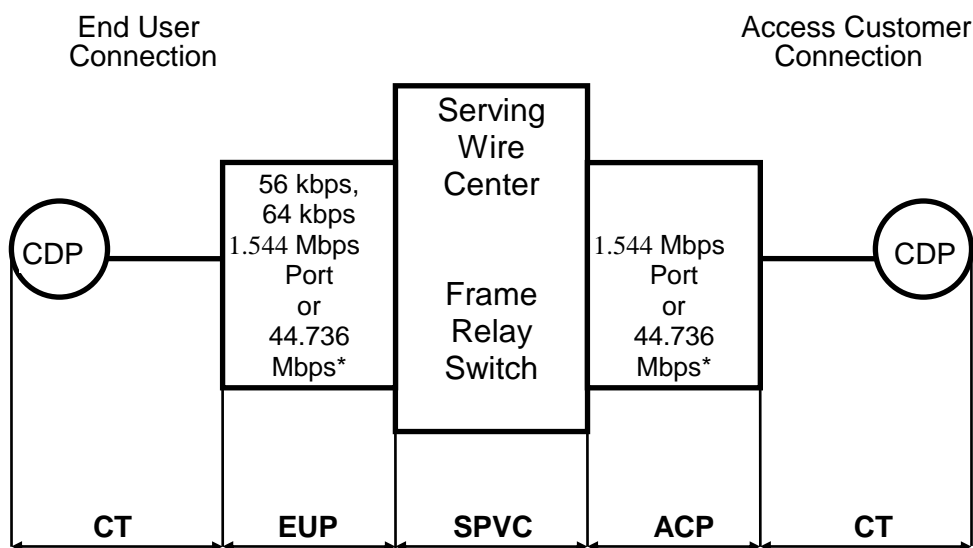 End User
Connection
Access Customer
Connection
Serving
Wire
Center
Frame
Relay
Switch
CDP
56 kbps,
64 kbps
1.544 Mbps
Port
or
44.736
Mbps*
1.544 Mbps
Port
or
44.736
Mbps*
CDP
CT
EUP
SPVC
ACP
CT